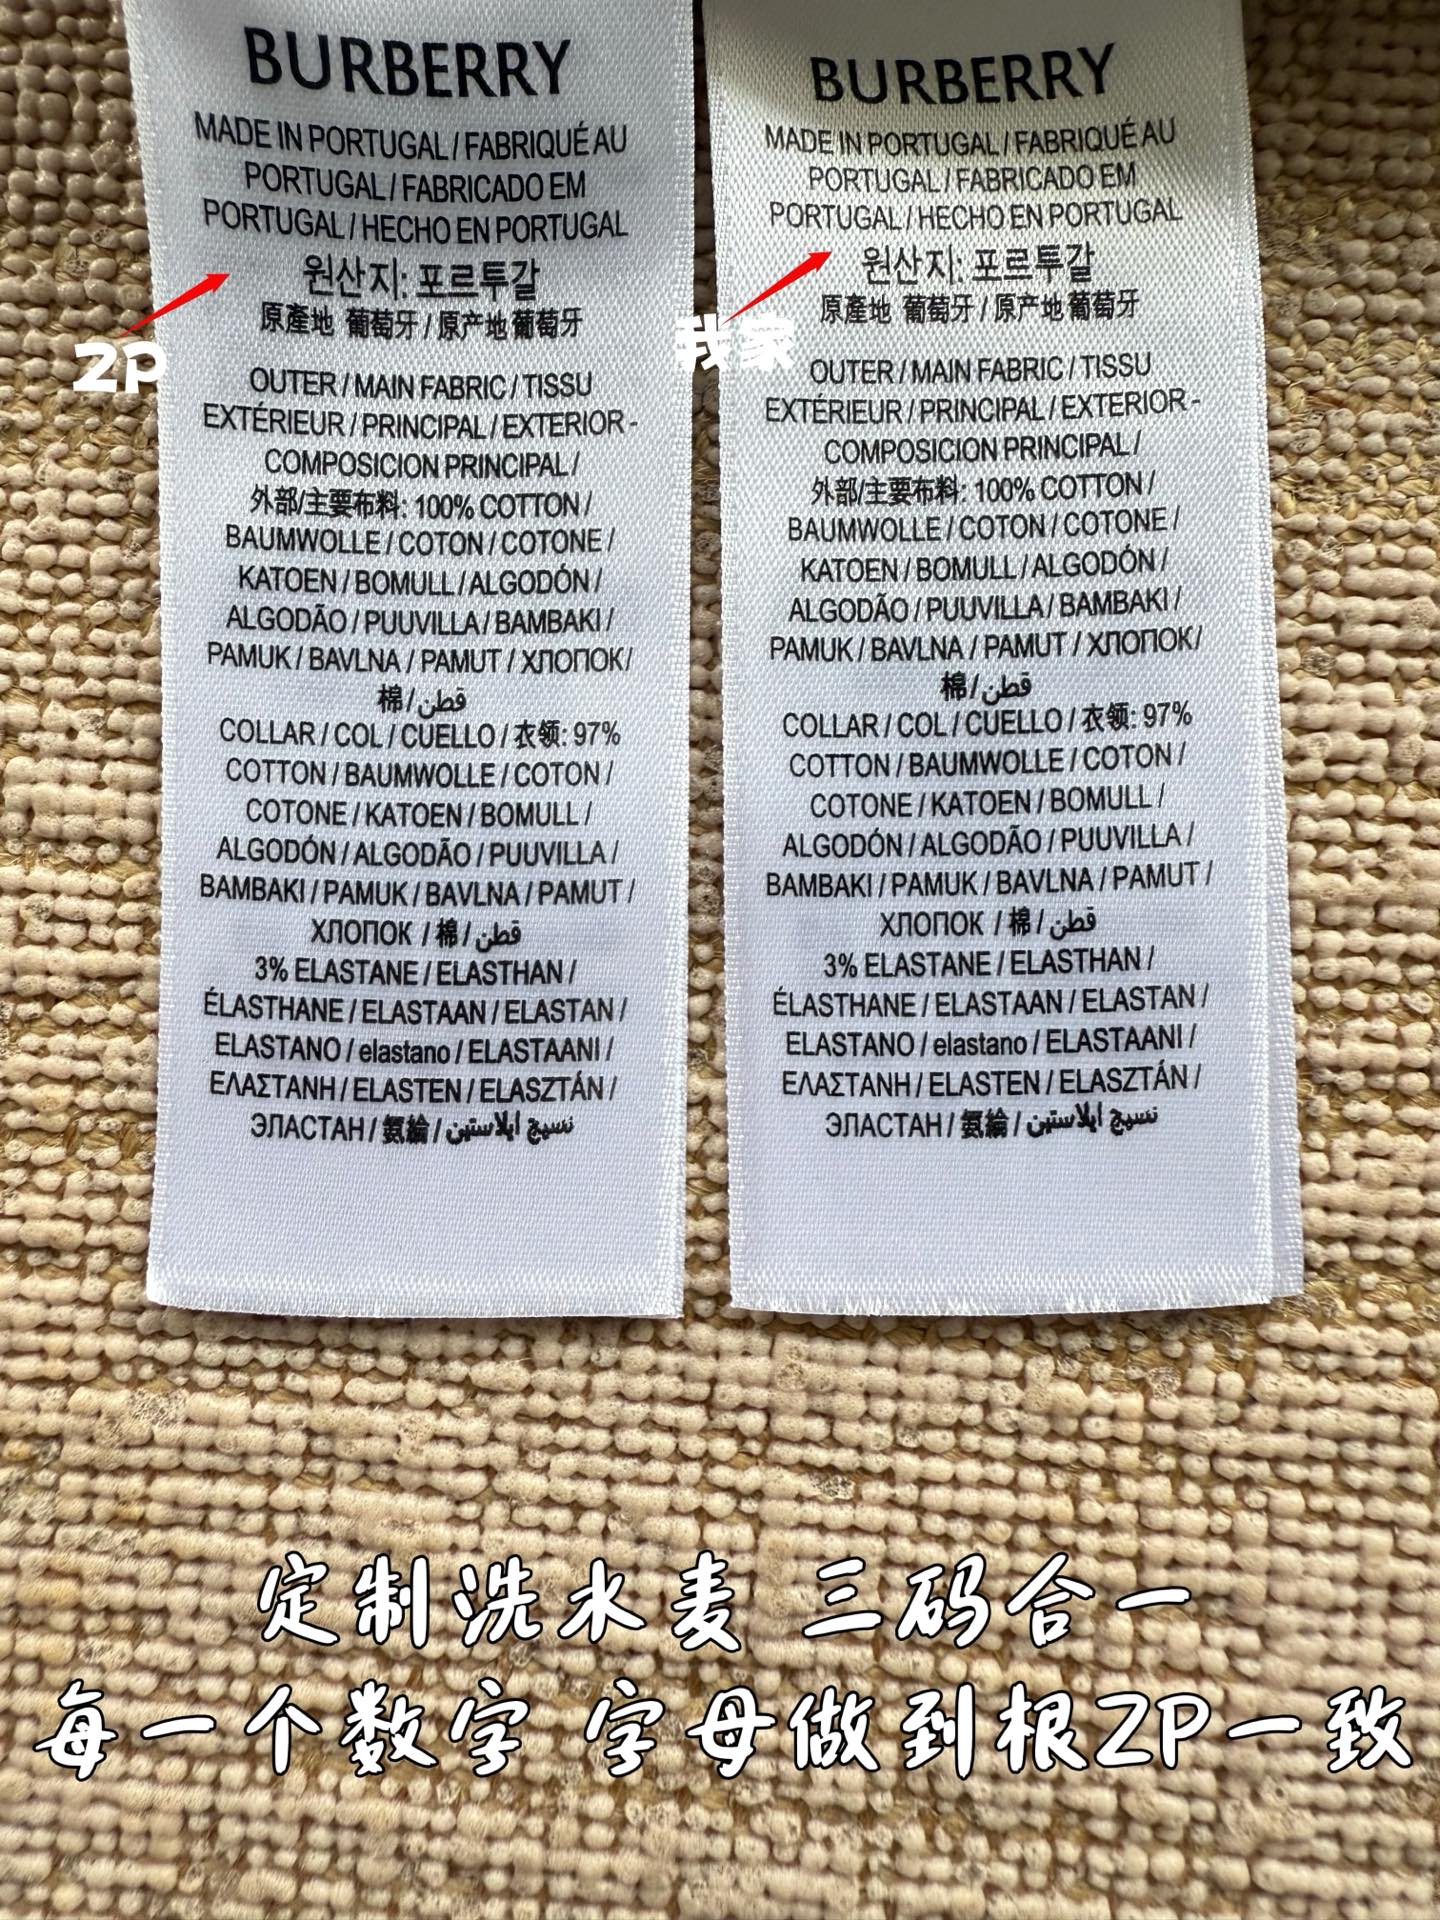 BURBERRY
MADE IN PORTUGAL / FABRIQUÉ AU
PORTUGAL / FABRICADO EM
PORTUGAL / HECHO EN PORTUGAL
원산지: 포르투갈
原產地 葡萄牙 / 原产地 葡萄牙
OUTER / MAIN FABRIC / TISSU
EXTÉRIEUR / PRINCIPAL / EXTERIOR -
COMPOSICION PRINCIPAL /
外部/主要布料: 100% COTTON /
BAUMWOLLE / COTON / COTONE /
KATOEN / BOMULL / ALGODÓN /
ALGODÃO / PUUVILLA / BAMBAKI /
PAMUK / BAVLNA / PAMUT / ХЛОПОК/
棉 / قطن
COLLAR / COL / CUELLO / 衣领: 97%
COTTON / BAUMWOLLE / COTON /
COTONE / KATOEN / BOMULL /
ALGODÓN / ALGODÃO / PUUVILLA /
BAMBAKI / PAMUK / BAVLNA / PAMUT /
ХЛОПОК / 棉 / قطن
3% ELASTANE / ELASTHAN /
ÉLASTHANE / ELASTAAN / ELASTAN /
ELASTANO / elastano / ELASTAANI /
ΕΛΑΣΤΑΝΗ / ELASTEN / ELASZTÁN /
ЭЛАСТАН / 氨綸 / نسيج ايلاستين
ZP
BURBERRY
MADE IN PORTUGAL / FABRIQUÉ AU
PORTUGAL / FABRICADO EM
PORTUGAL / HECHO EN PORTUGAL
원산지: 포르투갈
原產地 葡萄牙 / 原产地 葡萄牙
OUTER / MAIN FABRIC / TISSU
EXTÉRIEUR / PRINCIPAL / EXTERIOR -
COMPOSICION PRINCIPAL /
外部/主要布料: 100% COTTON /
BAUMWOLLE / COTON / COTONE /
KATOEN / BOMULL / ALGODÓN /
ALGODÃO / PUUVILLA / BAMBAKI /
PAMUK / BAVLNA / PAMUT / ХЛОПОК/
棉 / قطن
COLLAR / COL / CUELLO / 衣领: 97%
COTTON / BAUMWOLLE / COTON /
COTONE / KATOEN / BOMULL /
ALGODÓN / ALGODÃO / PUUVILLA /
BAMBAKI / PAMUK / BAVLNA / PAMUT /
ХЛОПОК / 棉 / قطن
3% ELASTANE / ELASTHAN /
ÉLASTHANE / ELASTAAN / ELASTAN /
ELASTANO / elastano / ELASTAANI /
ΕΛΑΣΤΑΝΗ / ELASTEN / ELASZTÁN /
ЭЛАСТАН / 氨綸 / نسيج ايلاستين
我家
定制洗水麦 三码合一
每一个数字 字母做到根ZP一致